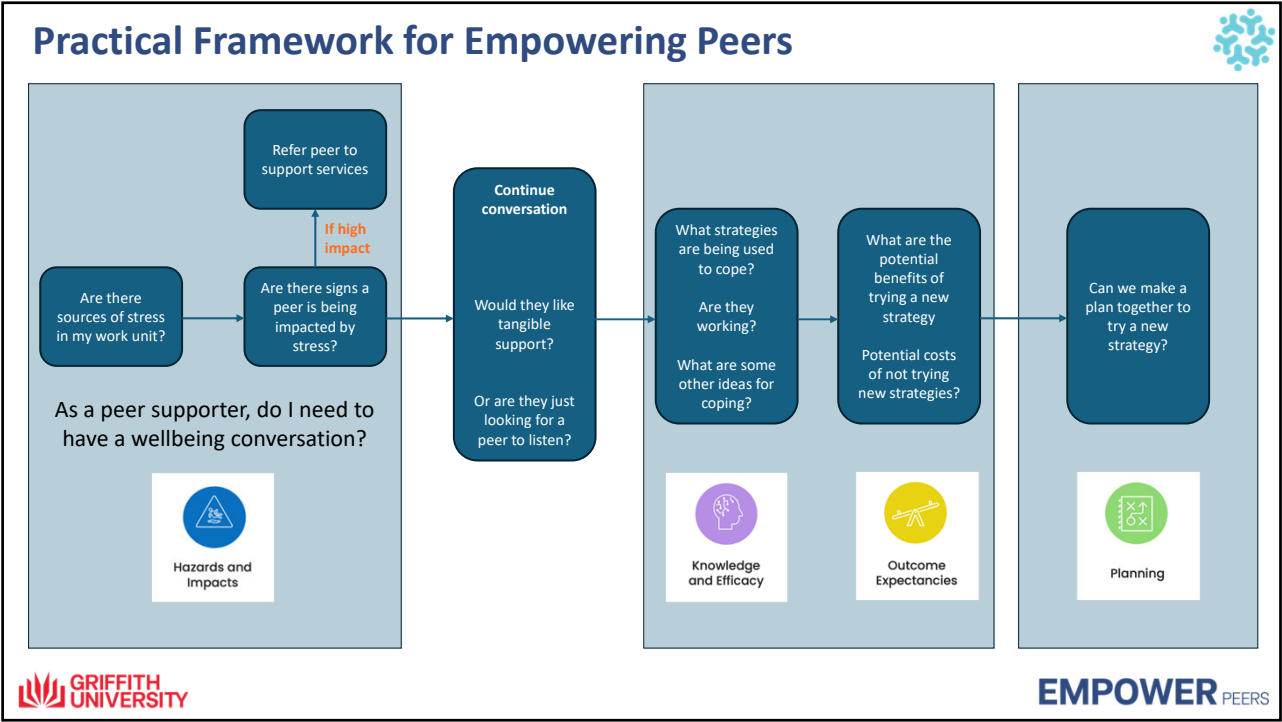 Practical Framework for Empowering Peers
Refer peer to
support services
If high
impact
Are there
sources of stress
in my work unit?
Are there signs a
peer is being
impacted by
stress?
As a peer supporter, do I need to
have a wellbeing conversation?
Hazards and
Impacts
Continue
conversation
Would they like
tangible
support?
Or are they just
looking for a
peer to listen?
What strategies
are being used
to cope?
Are they
working?
What are some
other ideas for
coping?
Knowledge
and Efficacy
What are the
potential
benefits of
trying a new
strategy
Potential costs
of not trying
new strategies?
Outcome
Expectancies
Can we make a
plan together to
try a new
strategy?
Planning
GRIFFITH
UNIVERSITY
EMPOWER PEERS